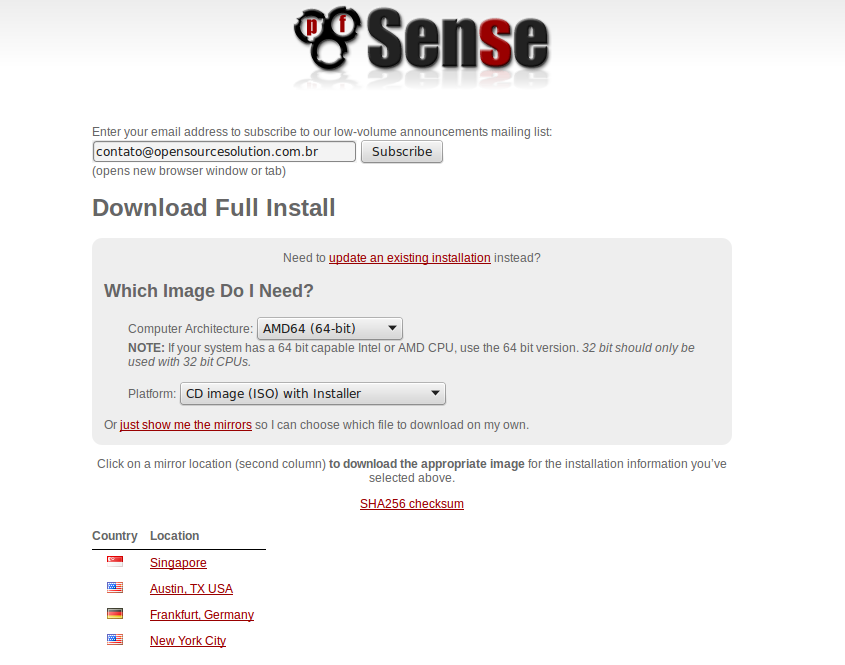 pf Sense
Enter your email address to subscribe to our low-volume announcements mailing list:
contato@opensourcesolution.com.br Subscribe
(opens new browser window or tab)
Download Full Install
Need to update an existing installation instead?
Which Image Do I Need?
Computer Architecture: AMD64 (64-bit)
NOTE: If your system has a 64 bit capable Intel or AMD CPU, use the 64 bit version. 32 bit should only be
used with 32 bit CPUs.
Platform: CD image (ISO) with Installer
Or just show me the mirrors so I can choose which file to download on my own.
Click on a mirror location (second column) to download the appropriate image for the installation information you've
selected above.
SHA256 checksum
Country Location
Singapore
Austin, TX USA
Frankfurt, Germany
New York City